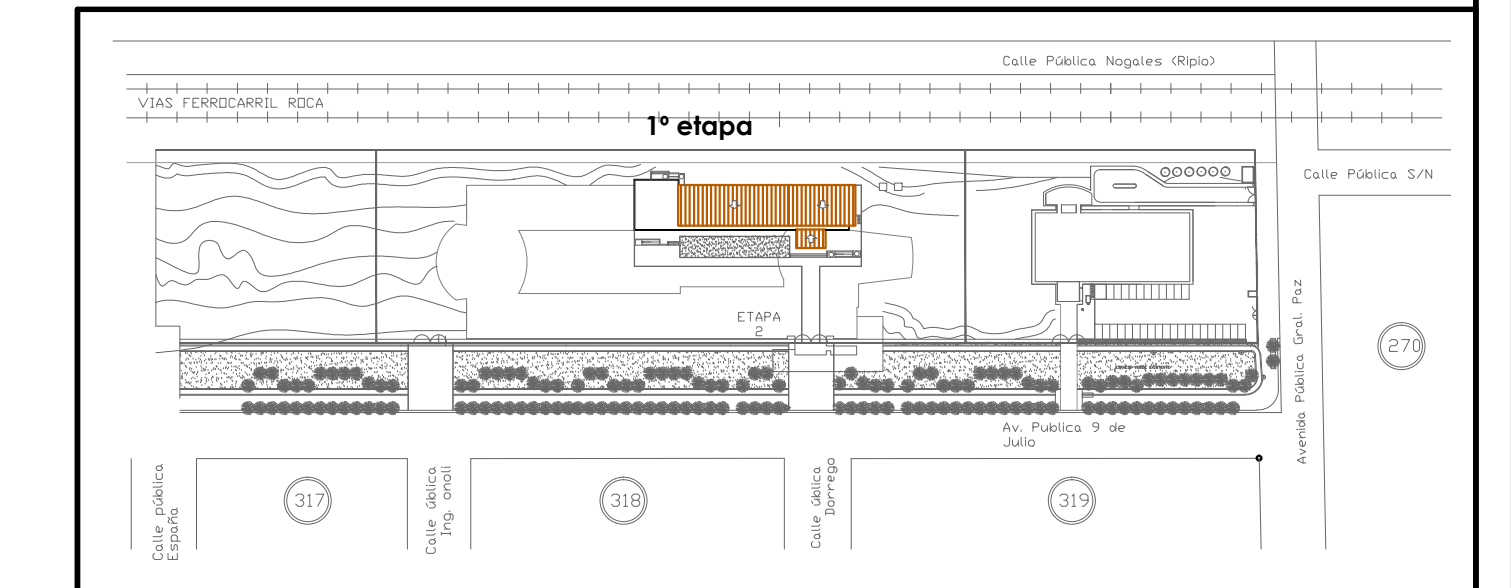 Calle Pública Nogales (Ripio)
VIAS FERROCARRIL ROCA
1º etapa
Calle Pública S/N
ETAPA
2
Avenida Pública Gral. Paz
270
Av. Publica 9 de
Julio
Calle pública
España
317
Calle ública
Ing. onoli
318
Calle ública
Dorrego
319